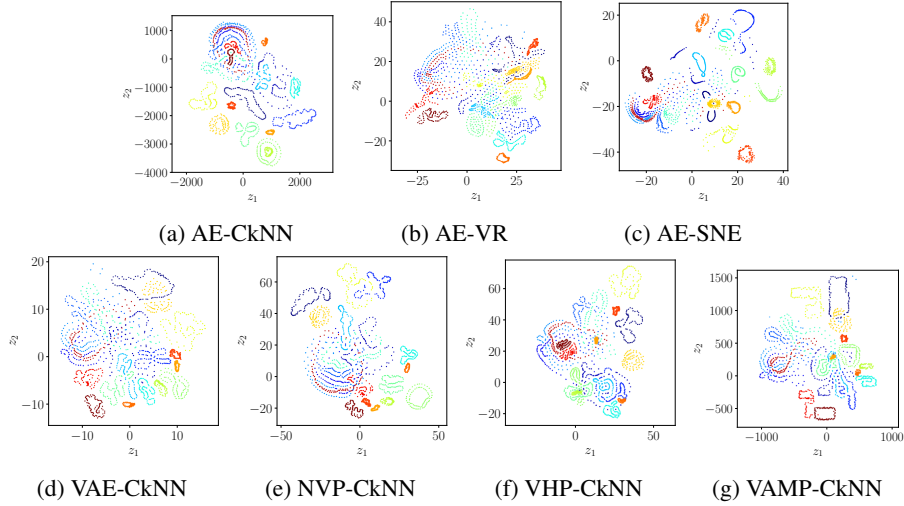 1000
0
−1000
−2000
−3000
−4000
z2
−2000 0 2000
z1
(a) AE-CkNN
40
20
0
−20
z2
−25 0 25
z1
(b) AE-VR
20
0
−20
−40
z2
−20 0 20 40
z1
(c) AE-SNE
20
10
0
−10
z2
−10 0 10
z1
(d) VAE-CkNN
60
40
20
0
−20
z2
−50 0 50
z1
(e) NVP-CkNN
60
40
20
0
−20
z2
0 50
z1
(f) VHP-CkNN
1500
1000
500
0
−500
z2
−1000 0 1000
z1
(g) VAMP-CkNN